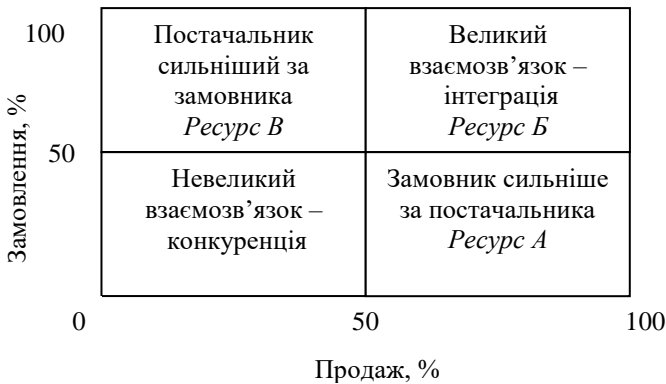 100
Постачальник
сильніший за
замовника
Ресурс В
Великий
взаємозв’язок –
інтеграція
Ресурс Б
50
Невеликий
взаємозв’язок –
конкуренція
Замовник сильніше
за постачальника
Ресурс А
Замовлення, %
0
50
100
Продаж, %